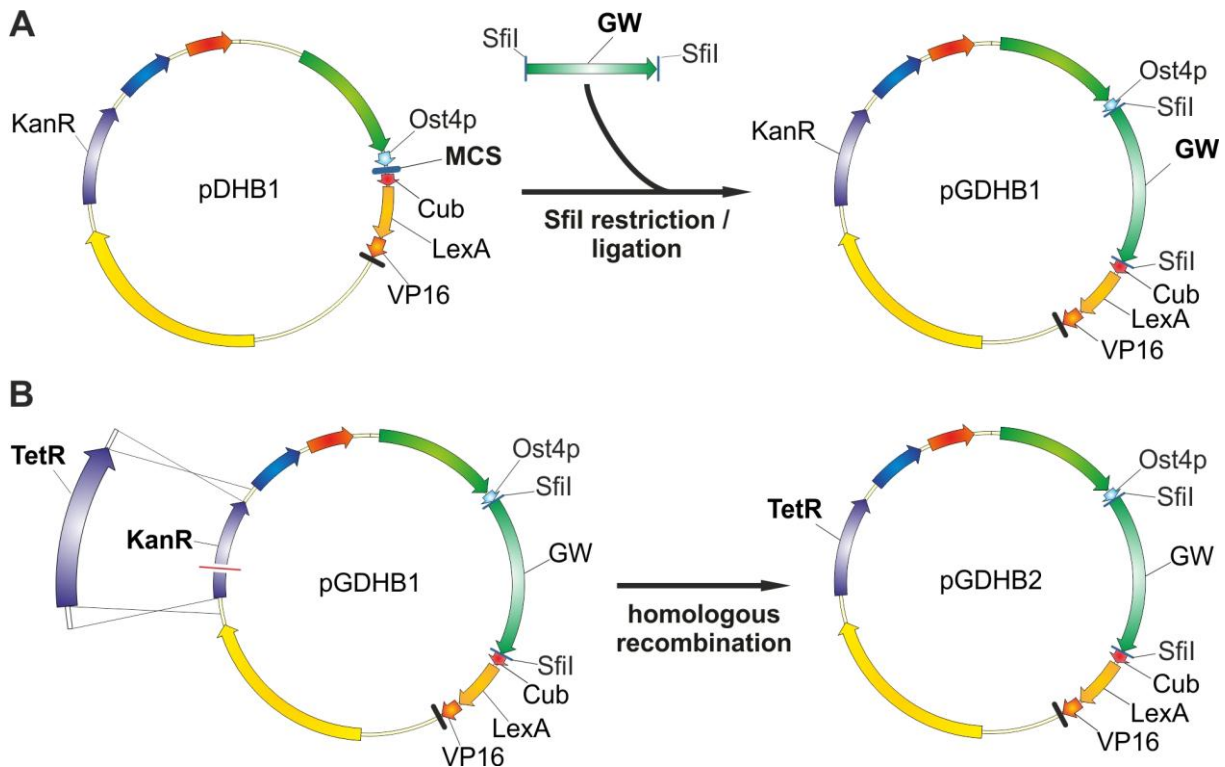 A
SfiI
GW
SfiI
KanR
pDHB1
Ost4p
MCS
Cub
LexA
VP16
SfiI restriction /
ligation
KanR
pGDHB1
Ost4p
SfiI
GW
SfiI
Cub
LexA
VP16
B
TetR
KanR
pGDHB1
Ost4p
SfiI
GW
SfiI
Cub
LexA
VP16
homologous
recombination
TetR
pGDHB2
Ost4p
SfiI
GW
SfiI
Cub
LexA
VP16